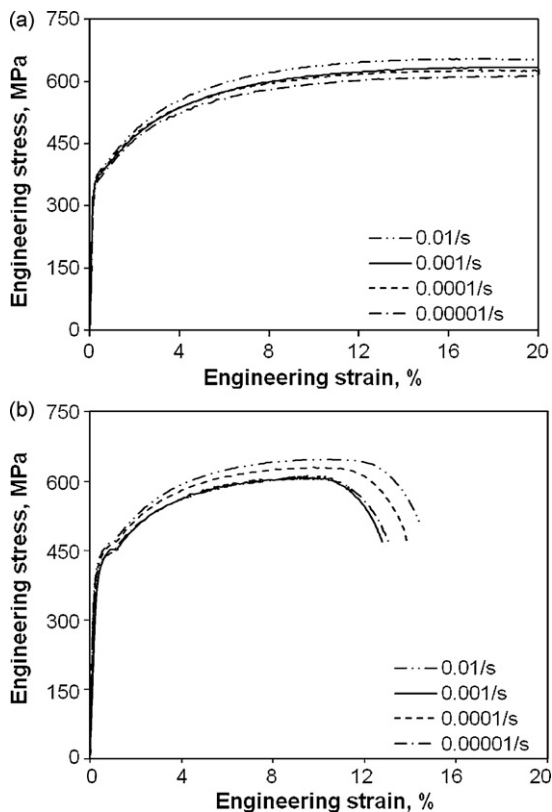 (a)
750
600
450
300
150
0
Engineering stress, MPa
0.01/s
0.001/s
0.0001/s
0.00001/s
0 4 8 12 16 20
Engineering strain, %
(b)
750
600
450
300
150
0
Engineering stress, MPa
0.01/s
0.001/s
0.0001/s
0.00001/s
0 4 8 12 16 20
Engineering strain, %